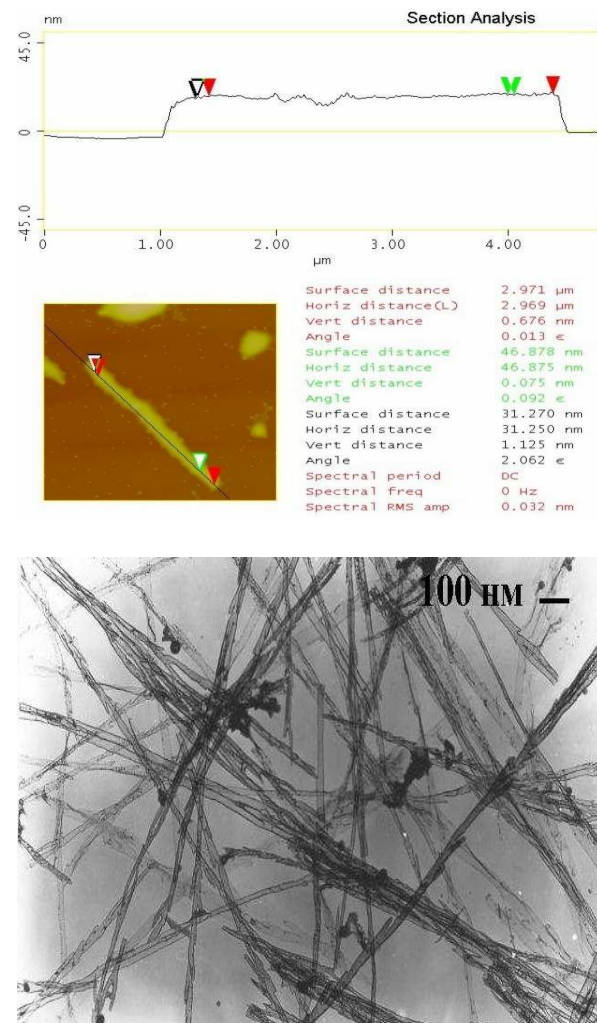 Section Analysis
nm
45.0
0
-45.0
0 1.00 2.00 3.00 4.00
µm
Surface distance 2.971 µm
Horiz distance(L) 2.969 µm
Vert distance 0.676 nm
Angle 0.013 є
Surface distance 46.878 nm
Horiz distance 46.875 nm
Vert distance 0.075 nm
Angle 0.092 є
Surface distance 31.270 nm
Horiz distance 31.250 nm
Vert distance 1.125 nm
Angle 2.062 є
Spectral period DC
Spectral freq 0 Hz
Spectral RMS amp 0.032 nm
100 нм